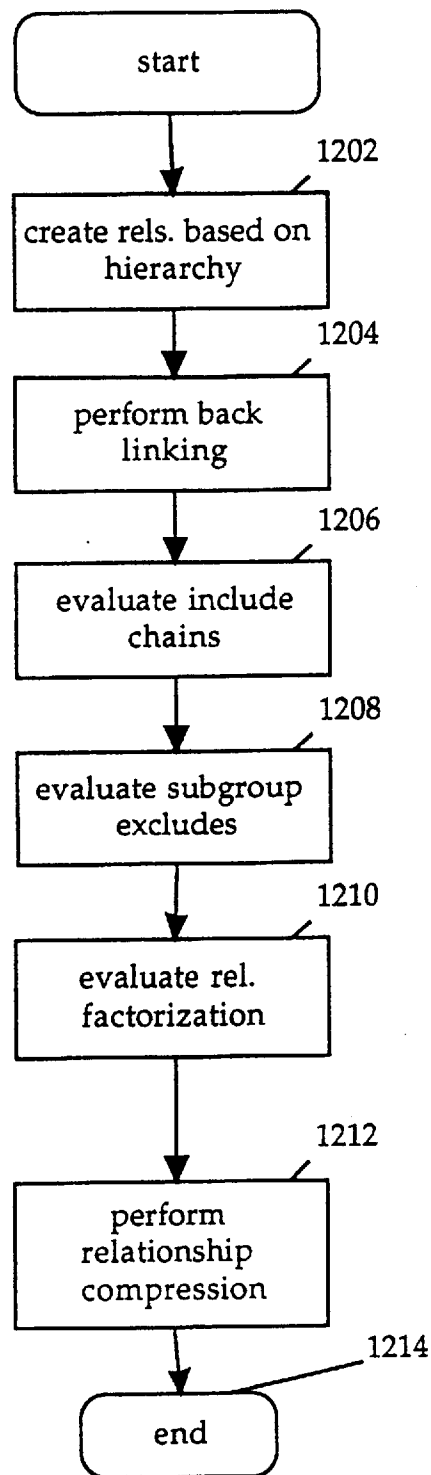 start
1202
create rels. based on
hierarchy
1204
perform back
linking
1206
evaluate include
chains
1208
evaluate subgroup
excludes
1210
evaluate rel.
factorization
1212
perform
relationship
compression
1214
end